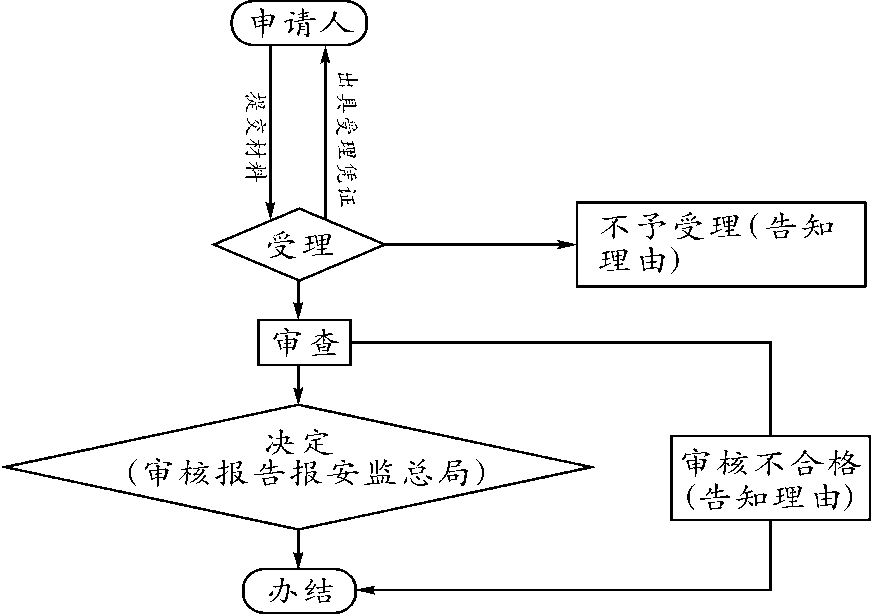 申请人
提交材料
出具受理凭证
受理
不予受理(告知
理由)
审查
决定
(审核报告报安监总局)
审核不合格
(告知理由)
办结